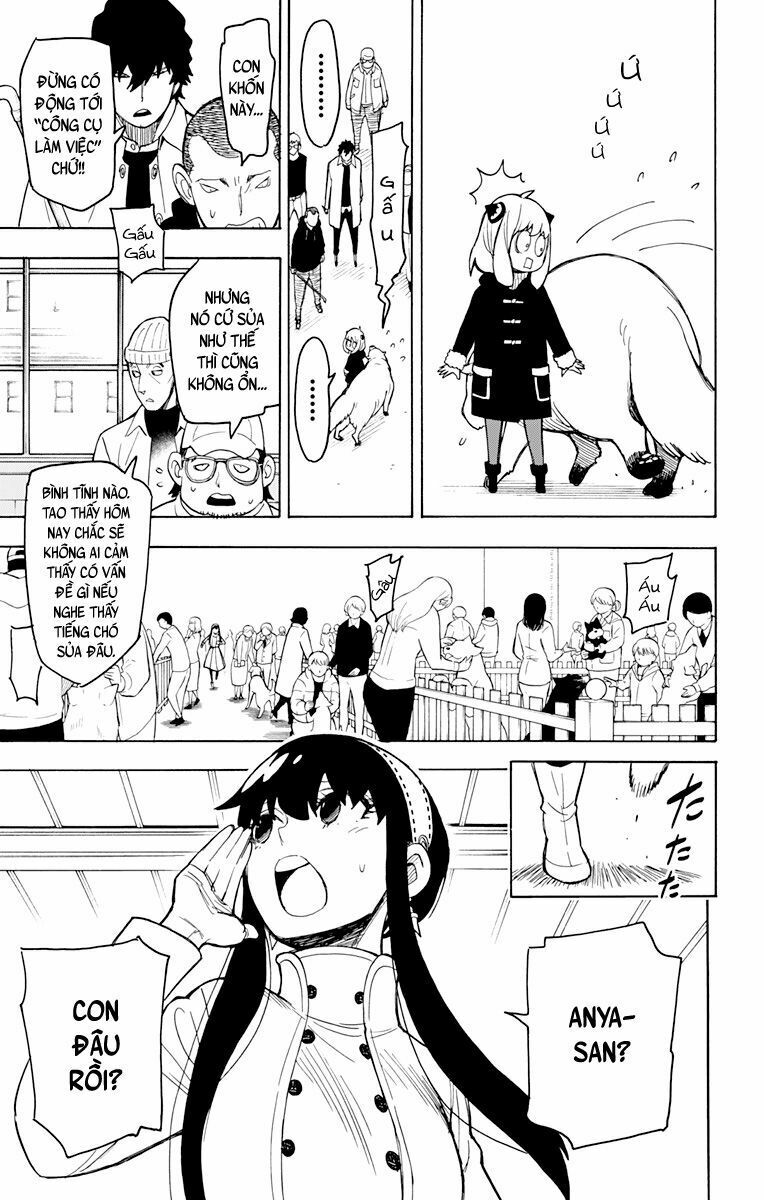 Ứ
Ứ
Ứ
Ứ
.........
GẤU
......
CON
KHỐN
NÀY...
ĐỪNG CÓ
ĐỘNG TỚI
“CÔNG CỤ
LÀM VIỆC”
CHỨ!!
GẤU
GẤU
NHƯNG
NÓ CỨ SỦA
NHƯ THẾ
THÌ CŨNG
KHÔNG ỔN...
ÁU
ÁU
GÂU
BÌNH TĨNH NÀO.
TAO THẤY HÔM
NAY CHẮC SẼ
KHÔNG AI CẢM
THẤY CÓ VẤN
ĐỀ GÌ NẾU
NGHE THẤY
TIẾNG CHÓ
SỦA ĐÂU.
たたた
ANYA-
SAN?
CON
ĐÂU
RỒI?